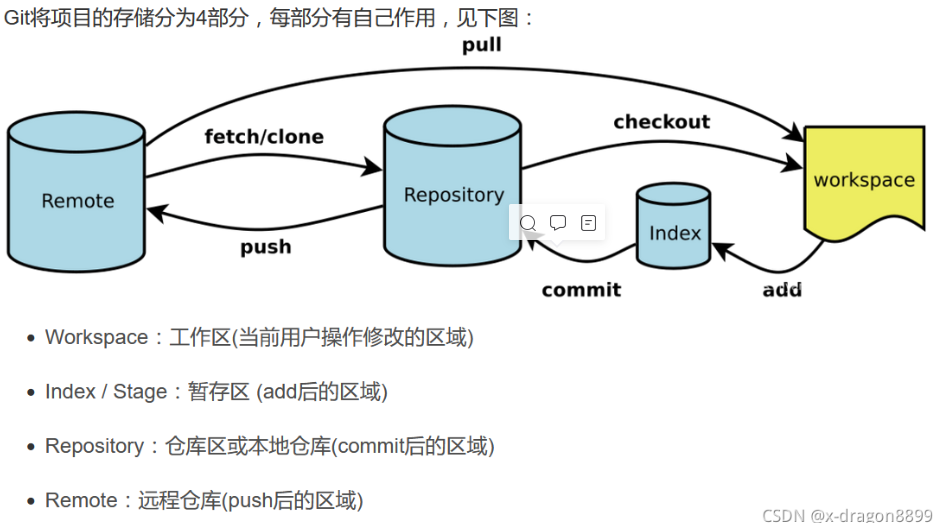 Git将项目的存储分为4部分，每部分有自己作用，见下图：
pull
fetch/clone
checkout
Remote
Repository
workspace
Index
push
commit
add
Workspace：工作区(当前用户操作修改的区域)
Index / Stage：暂存区 (add后的区域)
Repository：仓库区或本地仓库(commit后的区域)
Remote：远程仓库(push后的区域)
CSDN @x-dragon8899